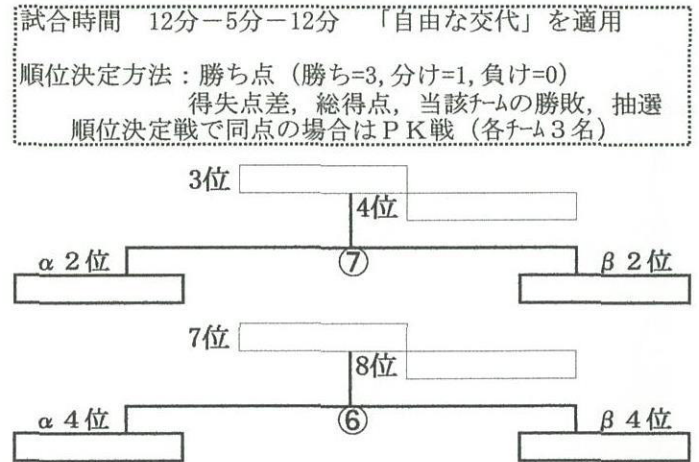 試合時間　12分－5分－12分　「自由な交代」を適用
順位決定方法：勝ち点（勝ち=3,分け=1,負け=0）
得失点差，総得点，当該ﾁｰﾑの勝敗，抽選
順位決定戦で同点の場合はＰＫ戦（各ﾁｰﾑ３名）
3位
4位
α２位
⑦
β２位
7位
8位
α４位
⑥
β４位